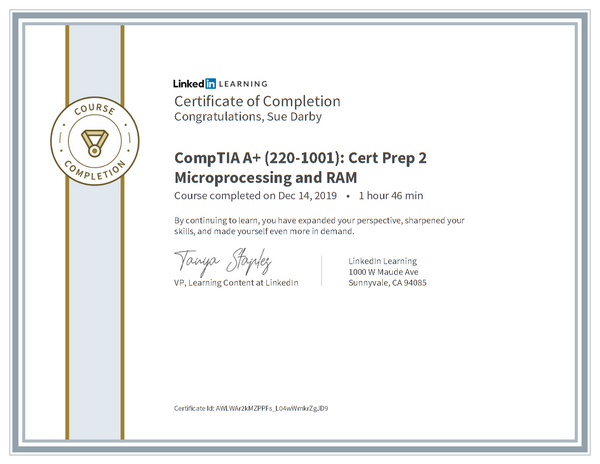 LinkedIn LEARNING
Certificate of Completion
Congratulations, Sue Darby
COURSE
COMPLETION
CompTIA A+ (220-1001): Cert Prep 2
Microprocessing and RAM
Course completed on Dec 14, 2019 • 1 hour 46 min
By continuing to learn, you have expanded your perspective, sharpened your
skills, and made yourself even more in demand.
Tanya Staples
VP, Learning Content at LinkedIn
LinkedIn Learning
1000 W Maude Ave
Sunnyvale, CA 94085
Certificate Id: AWLWAr2kMZPPFs_L04wWmkrZgJD9